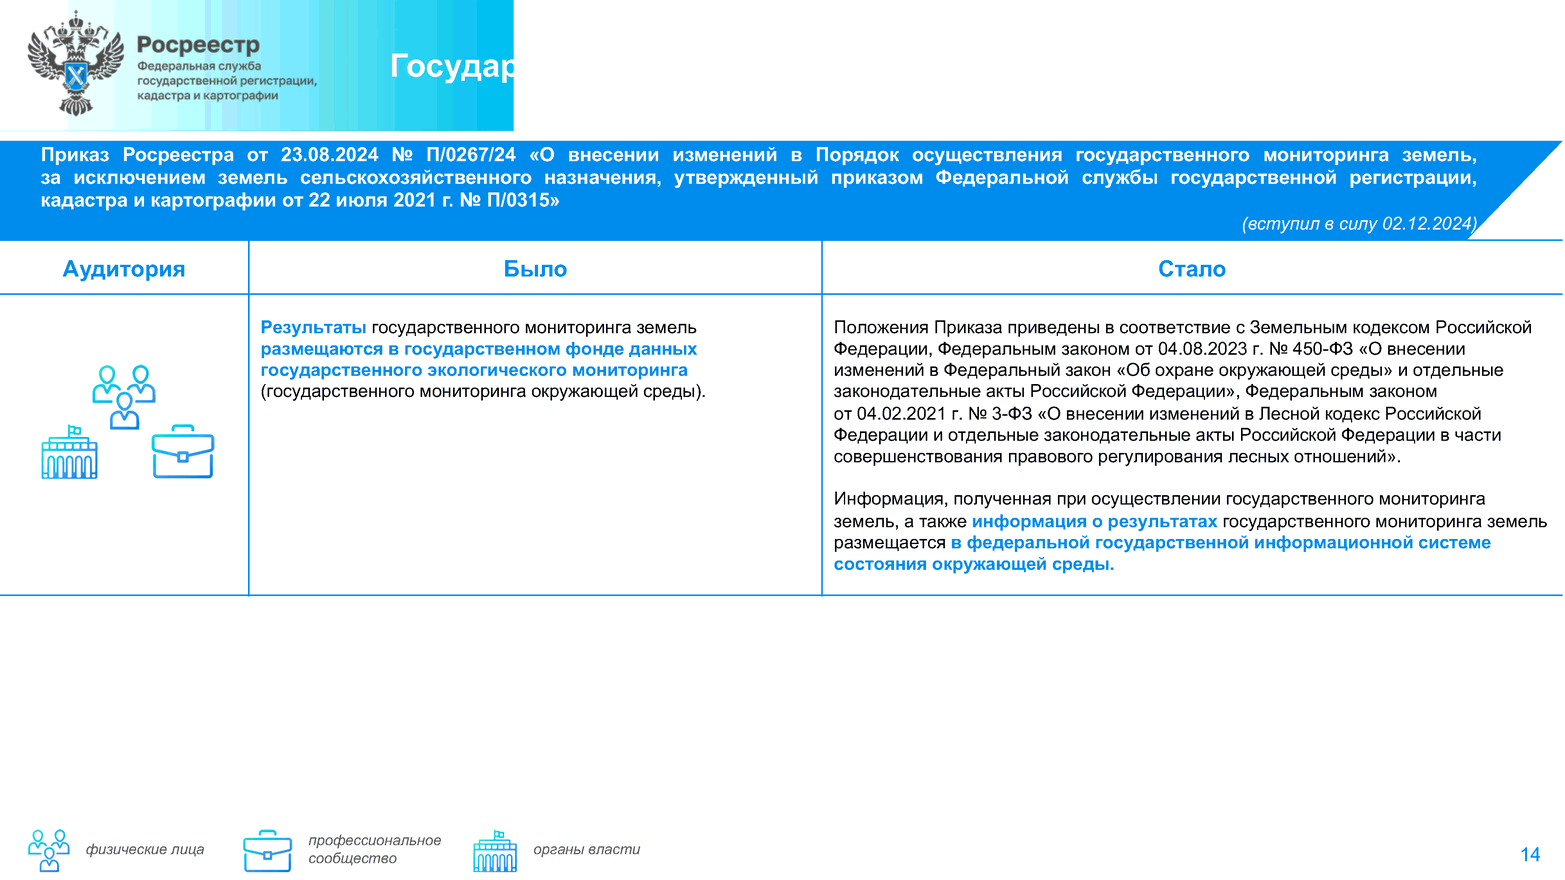 Росреестр
Федеральная служба
государственной регистрации,
кадастра и картографии
Государ
Приказ Росреестра от 23.08.2024 № П/0267/24 «О внесении изменений в Порядок осуществления государственного мониторинга земель,
за исключением земель сельскохозяйственного назначения, утвержденный приказом Федеральной службы государственной регистрации,
кадастра и картографии от 22 июля 2021 г. № П/0315»
(вступил в силу 02.12.2024)
Аудитория
Было
Стало
Результаты государственного мониторинга земель
размещаются в государственном фонде данных
государственного экологического мониторинга
(государственного мониторинга окружающей среды).
Положения Приказа приведены в соответствие с Земельным кодексом Российской
Федерации, Федеральным законом от 04.08.2023 г. № 450-ФЗ «О внесении
изменений в Федеральный закон «Об охране окружающей среды» и отдельные
законодательные акты Российской Федерации», Федеральным законом
от 04.02.2021 г. № 3-ФЗ «О внесении изменений в Лесной кодекс Российской
Федерации и отдельные законодательные акты Российской Федерации в части
совершенствования правового регулирования лесных отношений».
Информация, полученная при осуществлении государственного мониторинга
земель, а также информация о результатах государственного мониторинга земель
размещается в федеральной государственной информационной системе
состояния окружающей среды.
физические лица
профессиональное
сообщество
органы власти
14